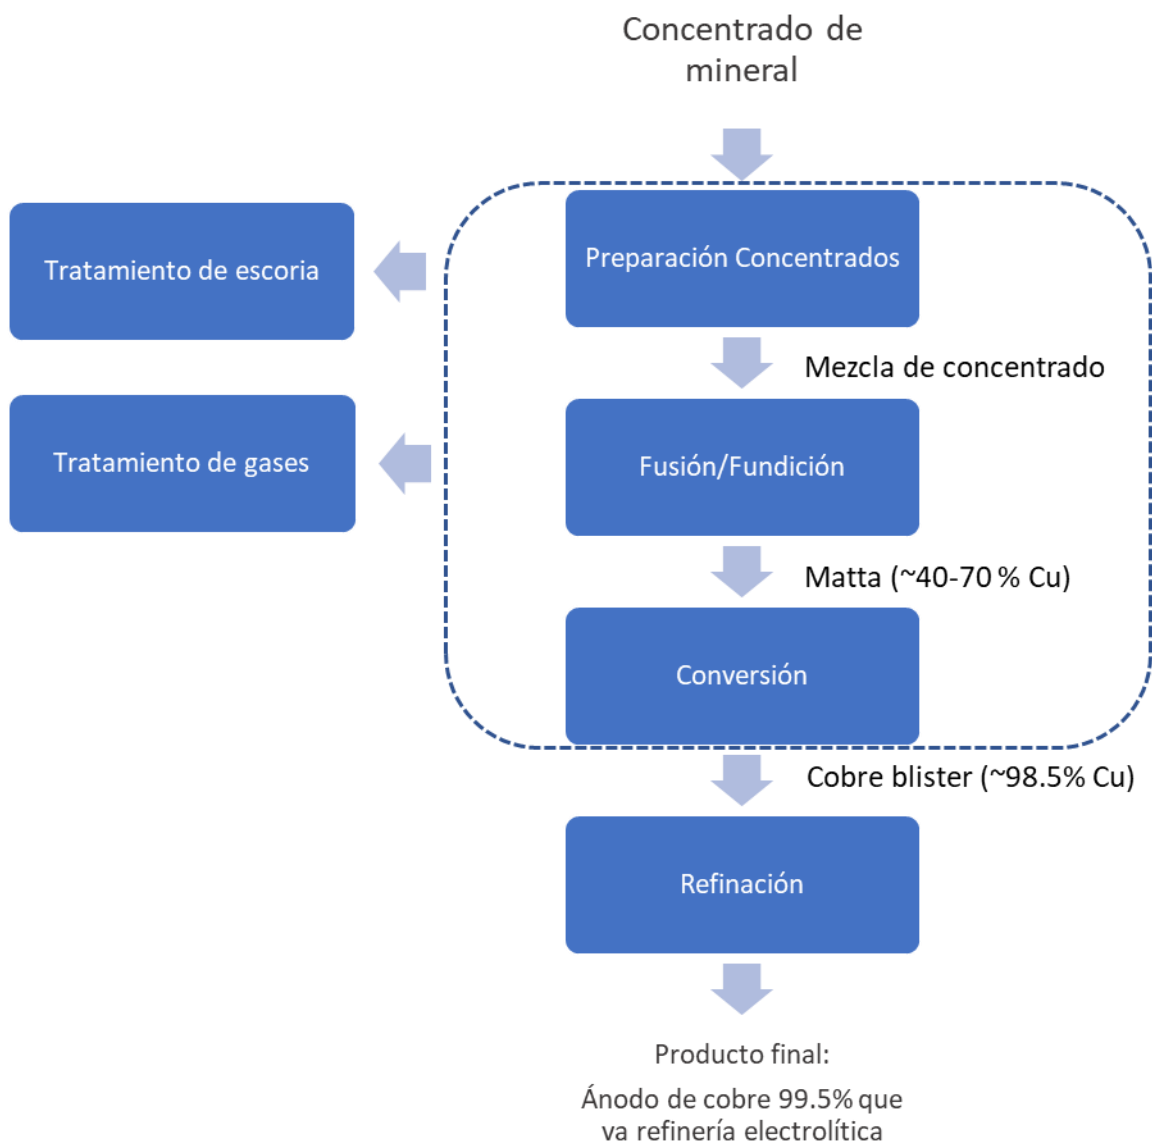 Concentrado de
mineral
Preparación Concentrados
Tratamiento de escoria
Mezcla de concentrado
Tratamiento de gases
Fusión/Fundición
Matta (~40-70 % Cu)
Conversión
Cobre blister (~98.5% Cu)
Refinación
Producto final:
Ánodo de cobre 99.5% que
va refinería electrolítica